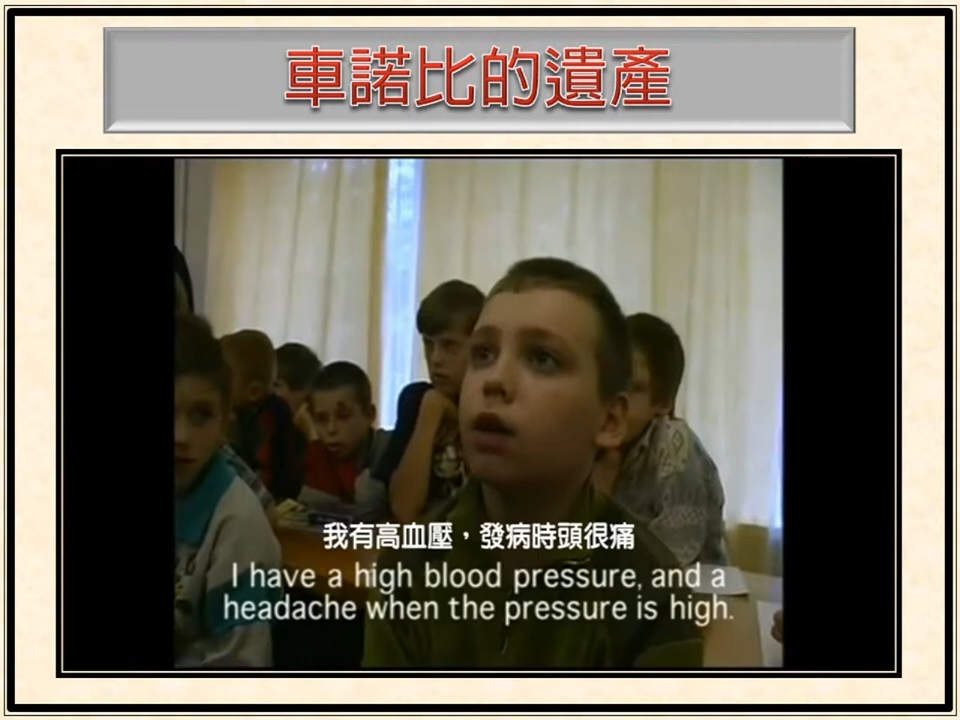 車諾比的遺產
我有高血壓，發病時頭很痛
I have a high blood pressure, and a
headache when the pressure is high.